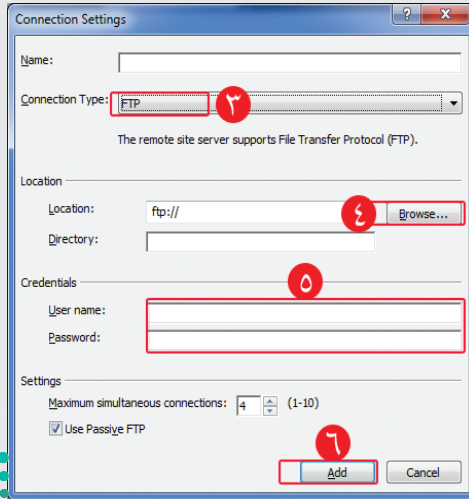 Connection Settings
Name:
Connection Type: FTP ٣
The remote site server supports File Transfer Protocol (FTP).
Location
Location: ftp:// ٤ Browse...
Directory:
Credentials ٥
User name:
Password:
Settings
Maximum simultaneous connections: 4 (1-10)
Use Passive FTP
٦
Add Cancel